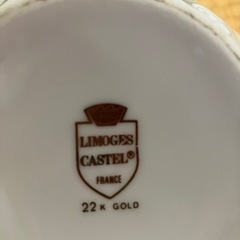 LIMOGES
CASTEL®
FRANCE
22 K GOLD